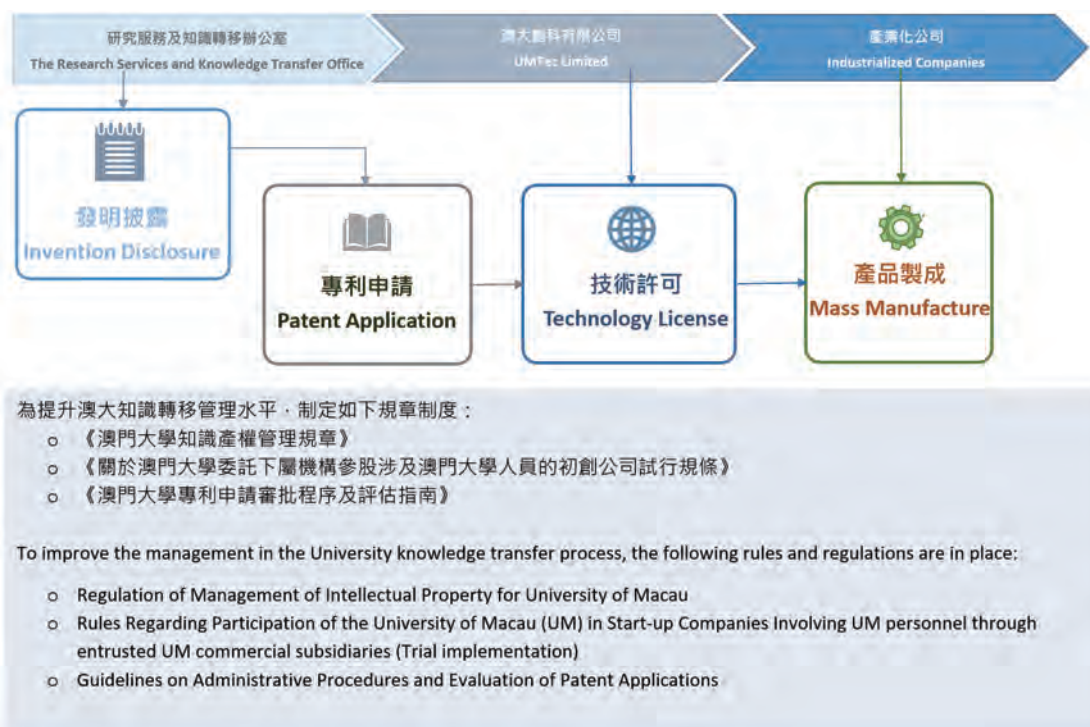 研究服務及知識轉移辦公室
The Research Services and Knowledge Transfer Office
澳大創科有限公司
UMTec Limited
產業化公司
Industrialized Companies
發明披露
Invention Disclosure
專利申請
Patent Application
技術許可
Technology License
產品製成
Mass Manufacture
為提升澳大知識轉移管理水平，制定如下規章制度：
o 《澳門大學知識產權管理規章》
o 《關於澳門大學委託下屬機構參股涉及澳門大學人員的初創公司試行規條》
o 《澳門大學專利申請審批程序及評估指南》
To improve the management in the University knowledge transfer process, the following rules and regulations are in place:
o Regulation of Management of Intellectual Property for University of Macau
o Rules Regarding Participation of the University of Macau (UM) in Start-up Companies Involving UM personnel through
entrusted UM commercial subsidiaries (Trial implementation)
o Guidelines on Administrative Procedures and Evaluation of Patent Applications